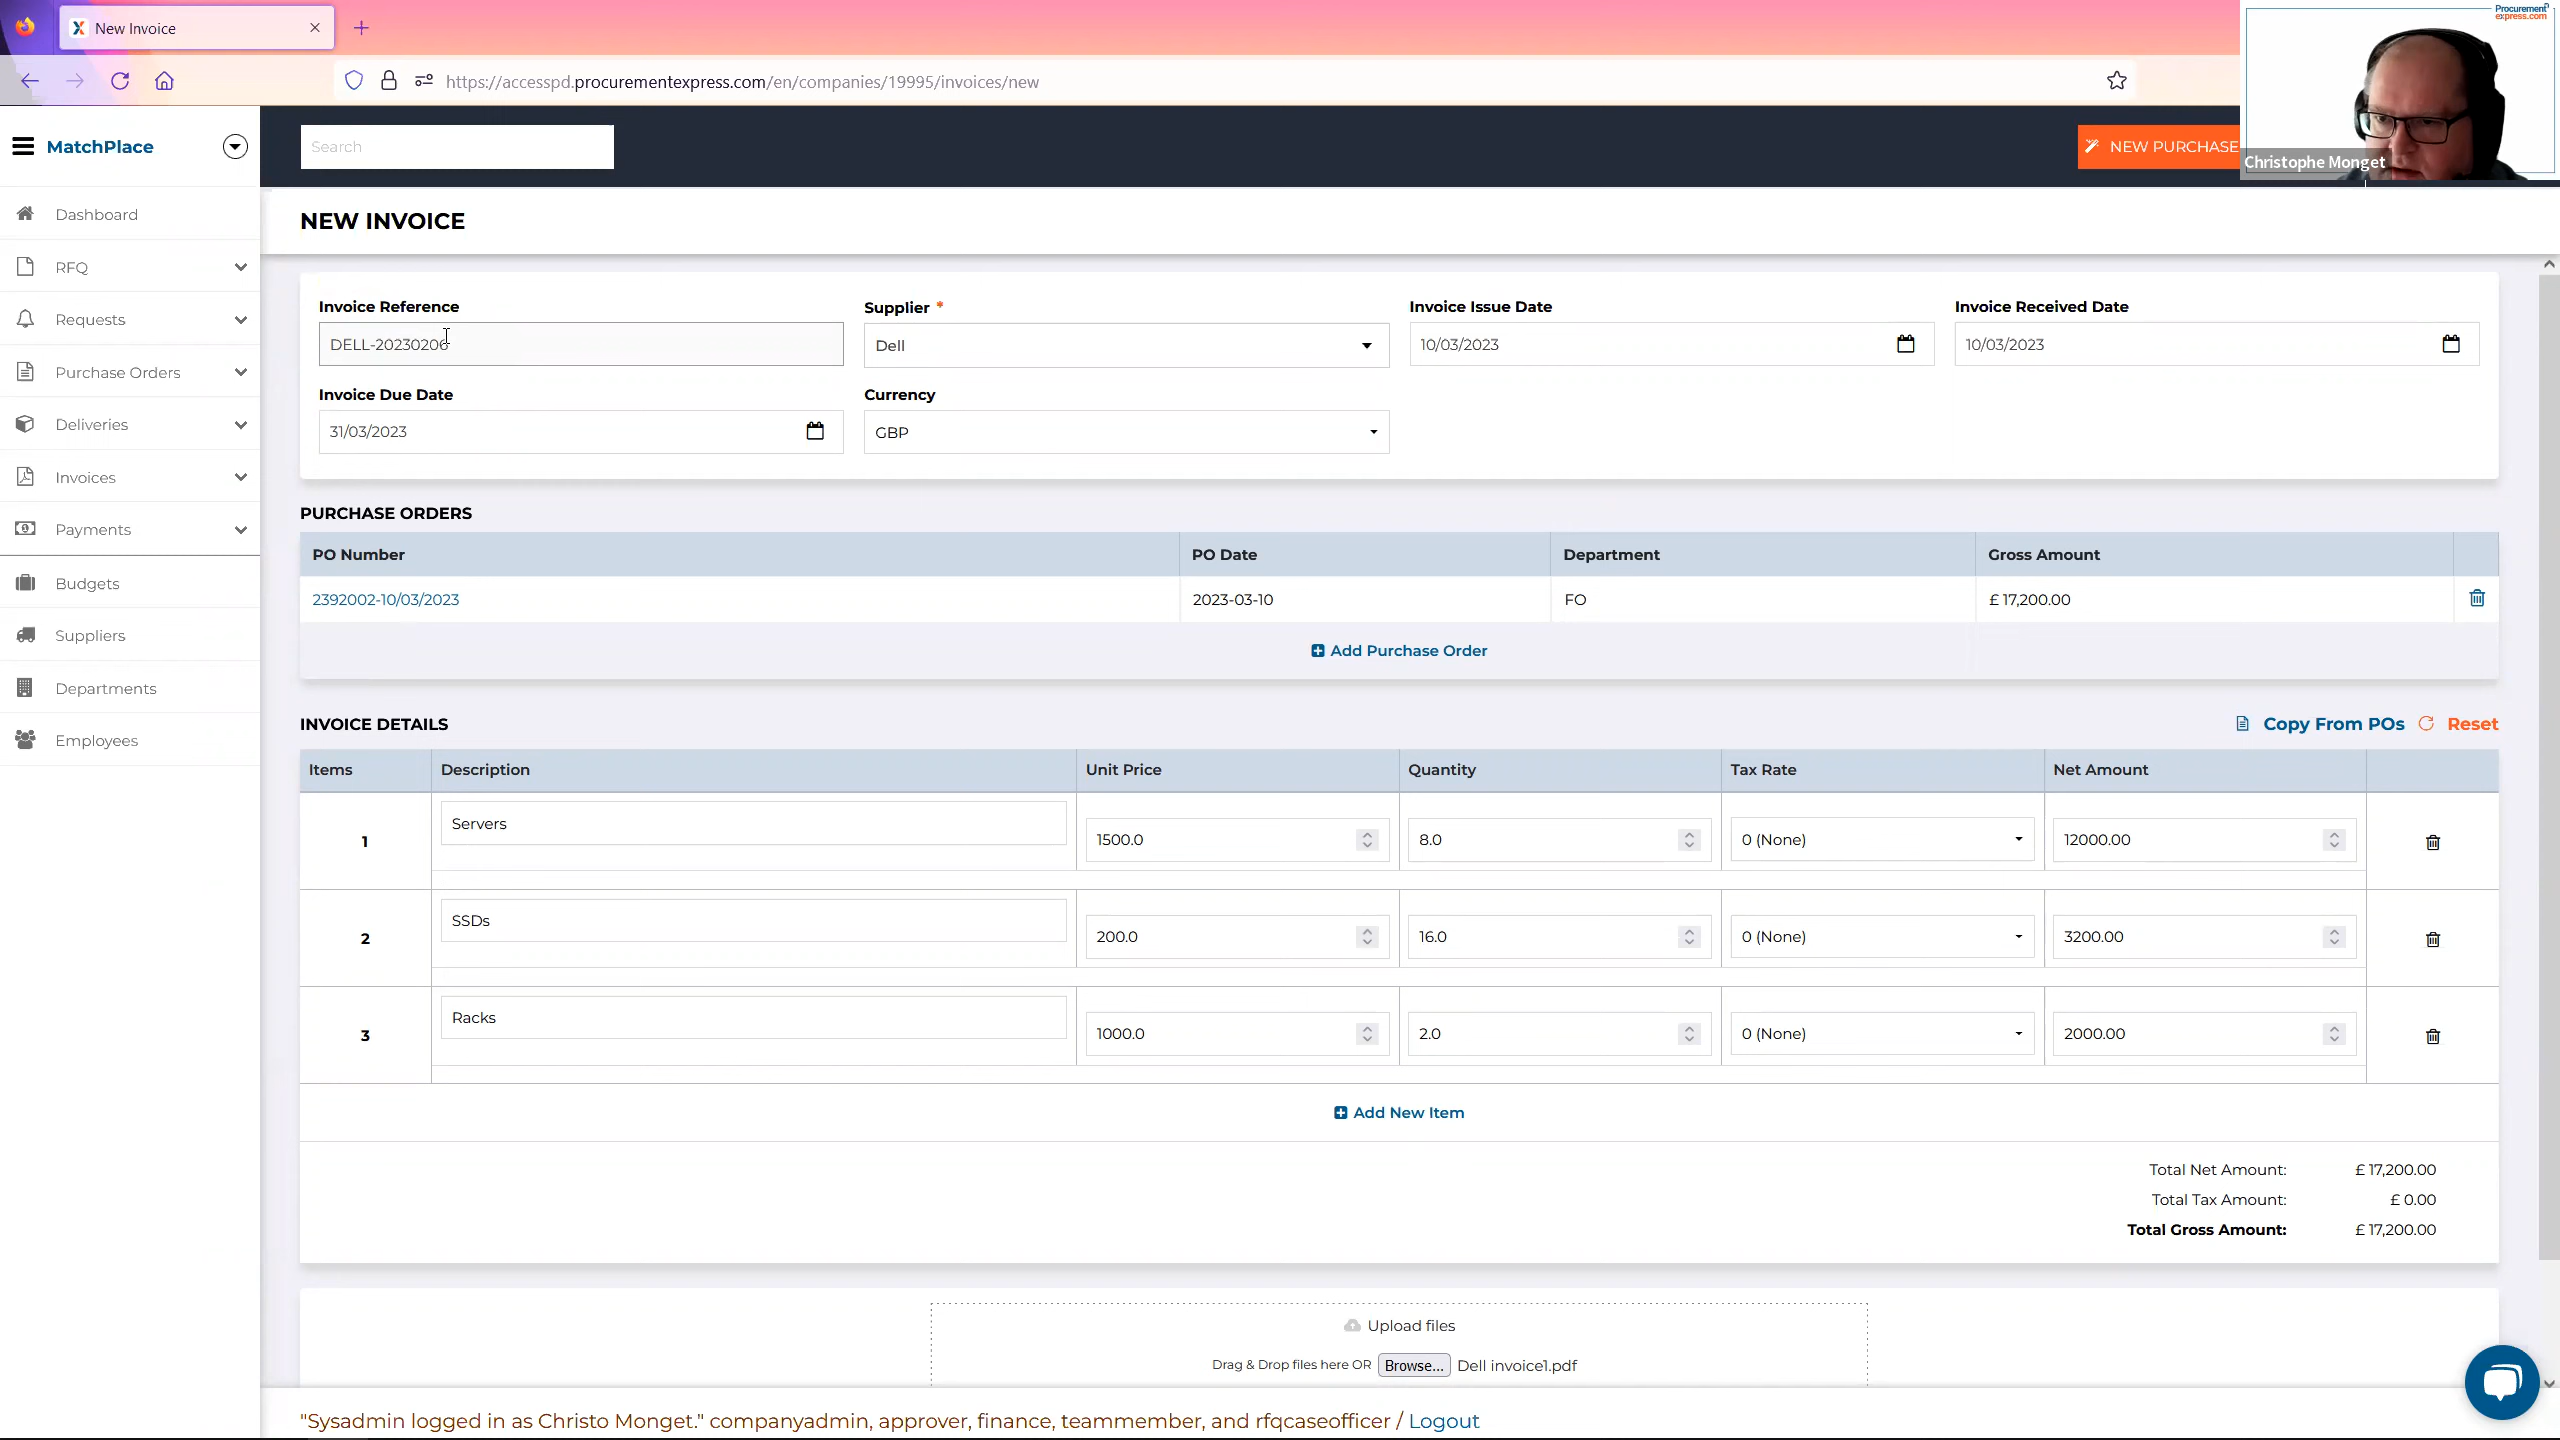 New Invoice
https://accesspd.procurementexpress.com/en/companies/19995/invoices/new
Procurement
express.com
MatchPlace
Search
NEW PURCHASE
Christophe Monget
Dashboard
RFQ
Requests
Purchase Orders
Deliveries
Invoices
Payments
Budgets
Suppliers
Departments
Employees
NEW INVOICE
Invoice Reference
Supplier *
Invoice Issue Date
Invoice Received Date
DELL-20230206
Dell
10/03/2023
10/03/2023
Invoice Due Date
Currency
31/03/2023
GBP
PURCHASE ORDERS
PO Number PO Date Department Gross Amount
2392002-10/03/2023 2023-03-10 FO £ 17,200.00
Add Purchase Order
INVOICE DETAILS
Copy From POs
Reset
Items Description Unit Price Quantity Tax Rate Net Amount
1 Servers 1500.0 8.0 0 (None) 12000.00
2 SSDs 200.0 16.0 0 (None) 3200.00
3 Racks 1000.0 2.0 0 (None) 2000.00
Add New Item
Total Net Amount: £ 17,200.00
Total Tax Amount: £ 0.00
Total Gross Amount: £ 17,200.00
Upload files
Drag & Drop files here OR Browse... Dell invoice1.pdf
"Sysadmin logged in as Christo Monget." companyadmin, approver, finance, teammember, and rfqcaseofficer / Logout